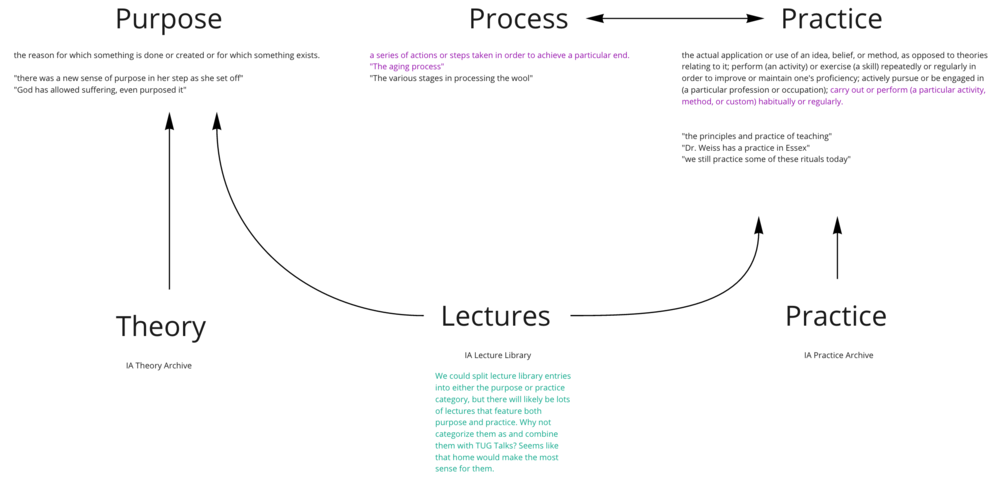 Purpose
the reason for which something is done or created or for which something exists.
"there was a new sense of purpose in her step as she set off"
"God has allowed suffering, even purposed it"
Process
a series of actions or steps taken in order to achieve a particular end.
"The aging process"
"The various stages in processing the wool"
Practice
the actual application or use of an idea, belief, or method, as opposed to theories
relating to it; perform (an activity) or exercise (a skill) repeatedly or regularly in
order to improve or maintain one's proficiency; actively pursue or be engaged in
(a particular profession or occupation); carry out or perform (a particular activity,
method, or custom) habitually or regularly.
"the principles and practice of teaching"
"Dr. Weiss has a practice in Essex"
"we still practice some of these rituals today"
Theory
IA Theory Archive
Lectures
IA Lecture Library
We could split lecture library entries
into either the purpose or practice
category, but there will likely be lots
of lectures that feature both
purpose and practice. Why not
categorize them as and combine
them with TUG Talks? Seems like
that home would make the most
sense for them.
Practice
IA Practice Archive